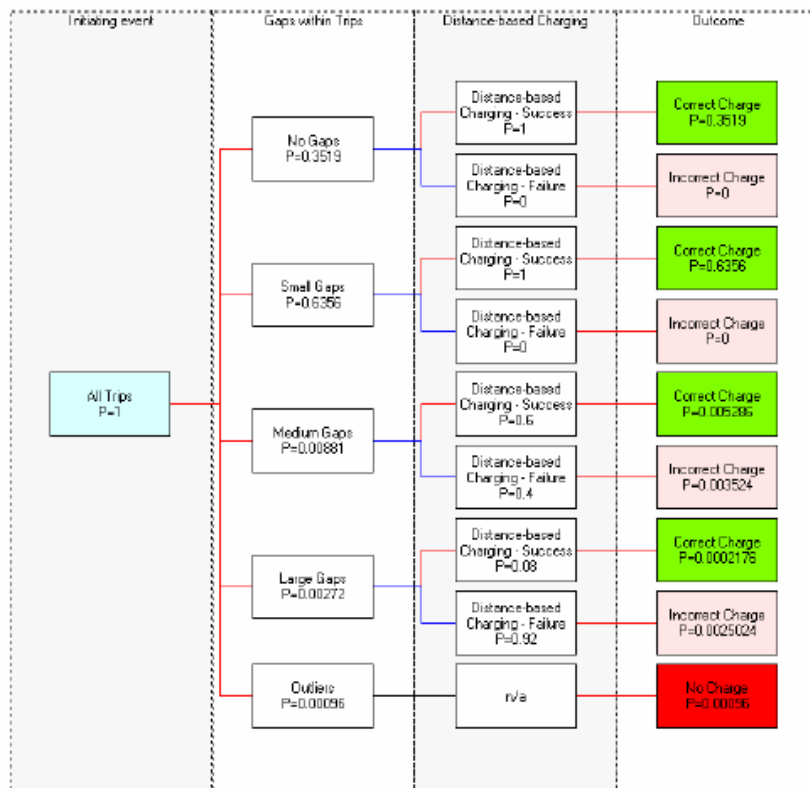 Initiating event
Gaps within Trips
Distance-based Charging
Outcome
No Gaps
P=0.3519
Distance-based
Charging - Success
P=1
Correct Charge
P=0.3519
Distance-based
Charging - Failure
P=0
Incorrect Charge
P=0
Small Gaps
P=0.6356
Distance-based
Charging - Success
P=1
Correct Charge
P=0.6356
Distance-based
Charging - Failure
P=0
Incorrect Charge
P=0
All Trips
P=1
Medium Gaps
P=0.00881
Distance-based
Charging - Success
P=0.6
Correct Charge
P=0.005286
Distance-based
Charging - Failure
P=0.4
Incorrect Charge
P=0.003524
Large Gaps
P=0.00272
Distance-based
Charging - Success
P=0.08
Correct Charge
P=0.0002176
Distance-based
Charging - Failure
P=0.92
Incorrect Charge
P=0.0025024
Outliers
P=0.00096
n/a
No Charge
P=0.00096